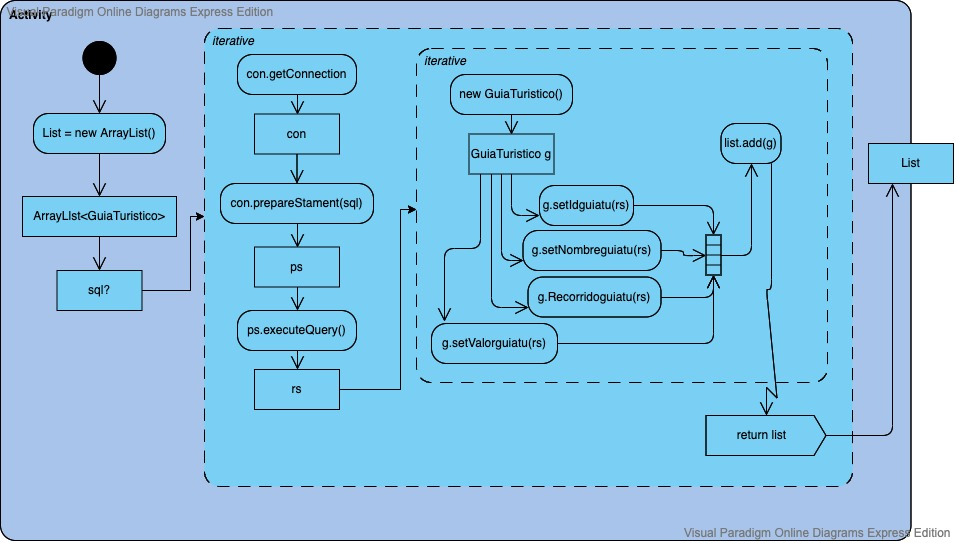 Visual Paradigm Online Diagrams Express Edition
Activity
List = new ArrayList()
ArrayLIst<GuiaTuristico>
sql?
iterative
con.getConnection
con
con.prepareStament(sql)
ps
ps.executeQuery()
rs
iterative
new GuiaTuristico()
GuiaTuristico g
g.setIdguiatu(rs)
g.setNombreguiatu(rs)
g.Recorridoguiatu(rs)
g.setValorguiatu(rs)
list.add(g)
return list
List
Visual Paradigm Online Diagrams Express Edition